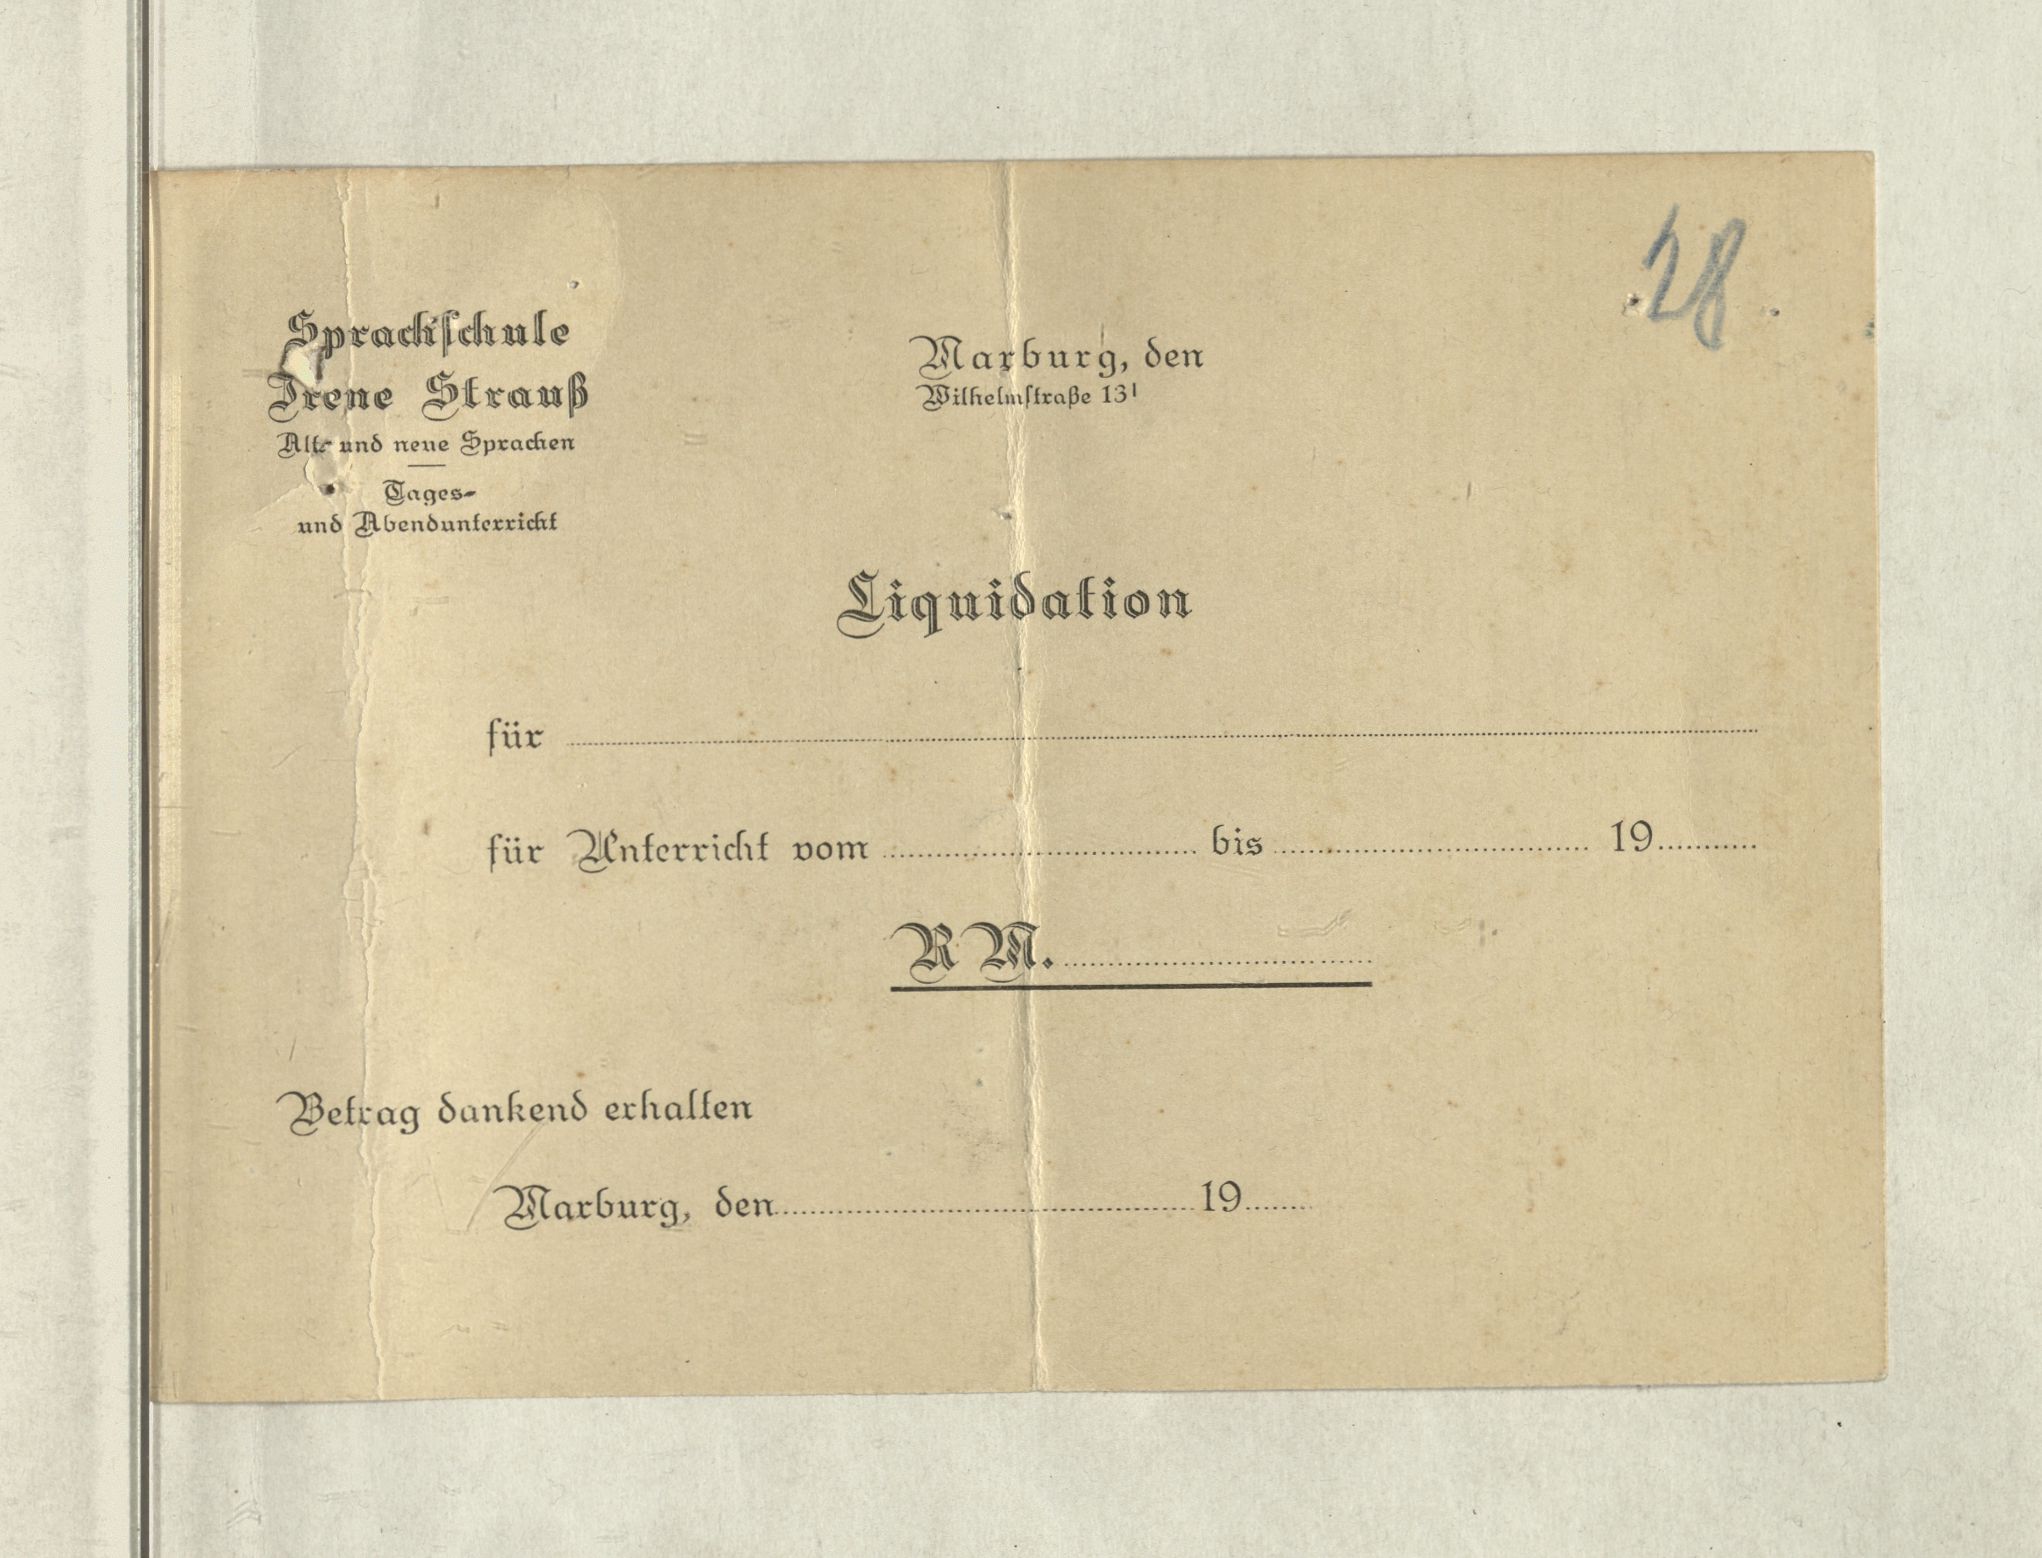 28
Sprachschule
Irene Strauß
Alte und neue Sprachen
Tages-
und Abendunterricht
Marburg, den
Wilhelmstraße 13¹
Liquidation
für
für Unterricht vom bis 19
RM.
Betrag dankend erhalten
Marburg, den 19